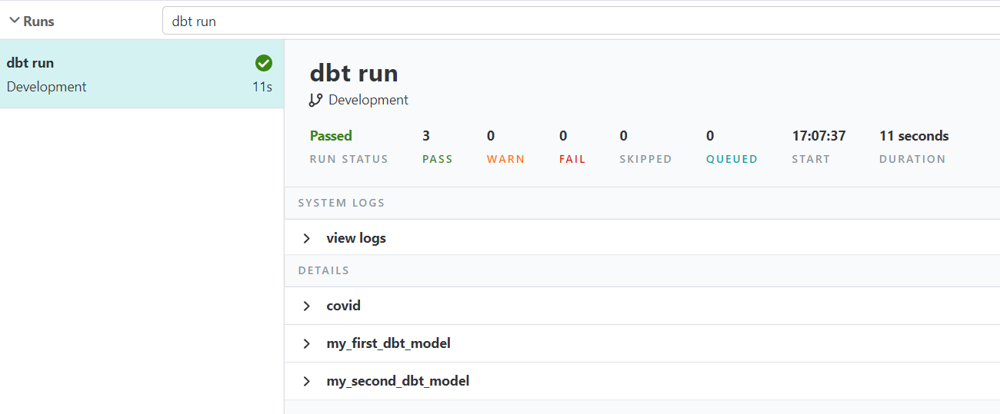 Runs
dbt run
dbt run
Development 11s
dbt run
Development
Passed 3 0 0 0 0 17:07:37 11 seconds
RUN STATUS PASS WARN FAIL SKIPPED QUEUED START DURATION
SYSTEM LOGS
view logs
DETAILS
covid
my_first_dbt_model
my_second_dbt_model